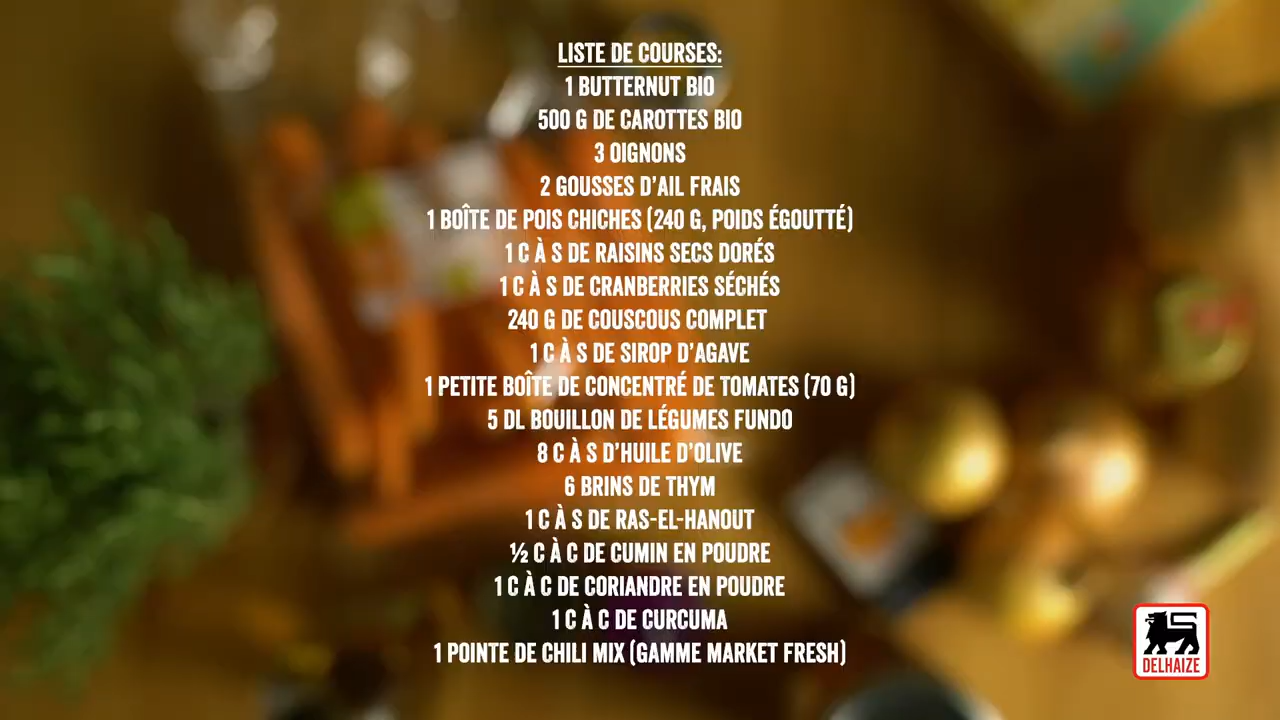 LISTE DE COURSES:
1 BUTTERNUT BIO
500 G DE CAROTTES BIO
3 OIGNONS
2 GOUSSES D'AIL FRAIS
1 BOÎTE DE POIS CHICHES (240 G, POIDS ÉGOUTTÉ)
1 C À S DE RAISINS SECS DORÉS
1 C À S DE CRANBERRIES SÉCHÉS
240 G DE COUSCOUS COMPLET
1 C À S DE SIROP D'AGAVE
1 PETITE BOÎTE DE CONCENTRÉ DE TOMATES (70 G)
5 DL BOUILLON DE LÉGUMES FUNDO
8 C À S D'HUILE D'OLIVE
6 BRINS DE THYM
1 C À S DE RAS-EL-HANOUT
½ C À C DE CUMIN EN POUDRE
1 C À C DE CORIANDRE EN POUDRE
1 C À C DE CURCUMA
1 POINTE DE CHILI MIX (GAMME MARKET FRESH)
DELHAIZE